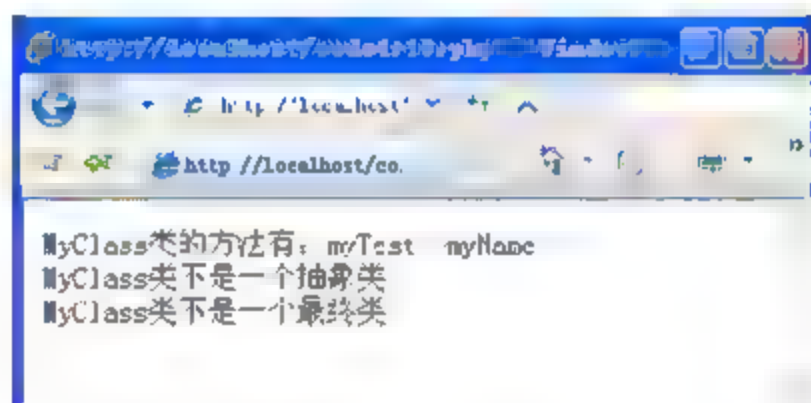 http://localhost/
http //localhost/co.
MyClass类的方法有：myTest myName
MyClass类不是一个抽象类
MyClass类不是一个最终类